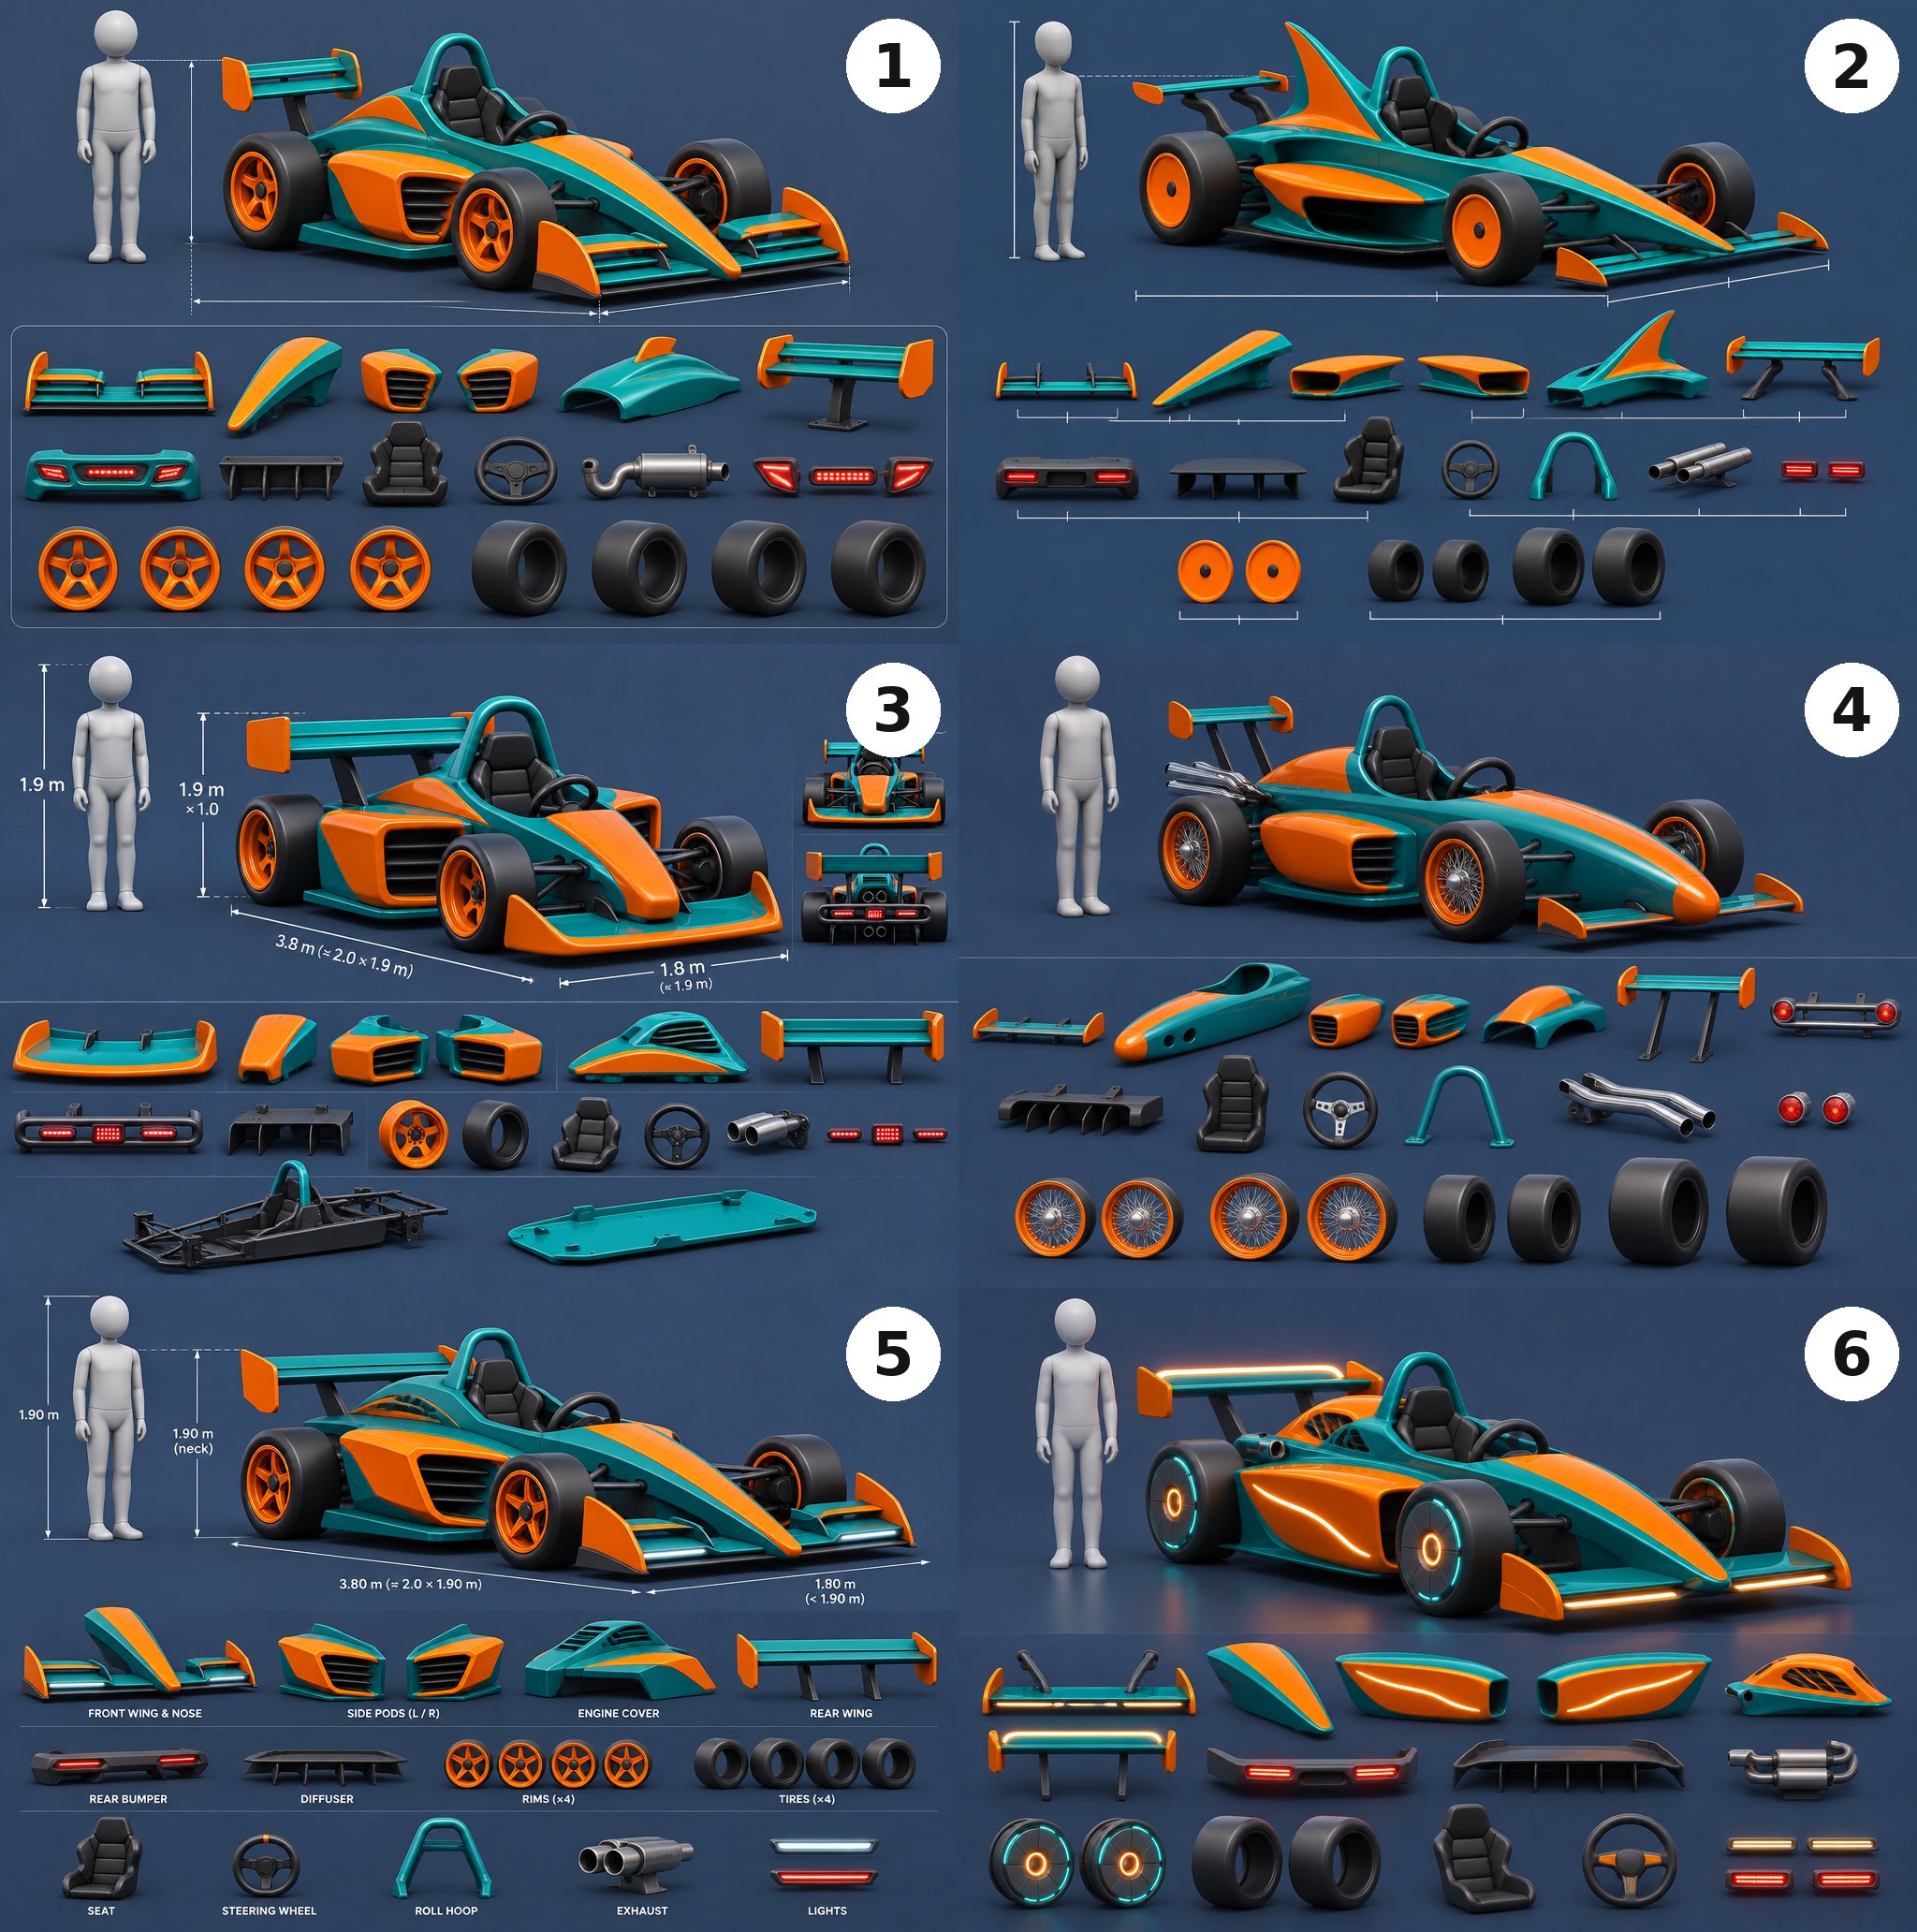 1
2
3
1.9 m
1.9 m
× 1.0
3.8 m (≈ 2.0 × 1.9 m)
1.8 m
(≈ 1.9 m)
4
5
1.90 m
1.90 m
(neck)
3.80 m (≈ 2.0 × 1.90 m)
1.80 m
(< 1.90 m)
FRONT WING & NOSE
SIDE PODS (L / R)
ENGINE COVER
REAR WING
REAR BUMPER
DIFFUSER
RIMS (×4)
TIRES (×4)
SEAT
STEERING WHEEL
ROLL HOOP
EXHAUST
LIGHTS
6